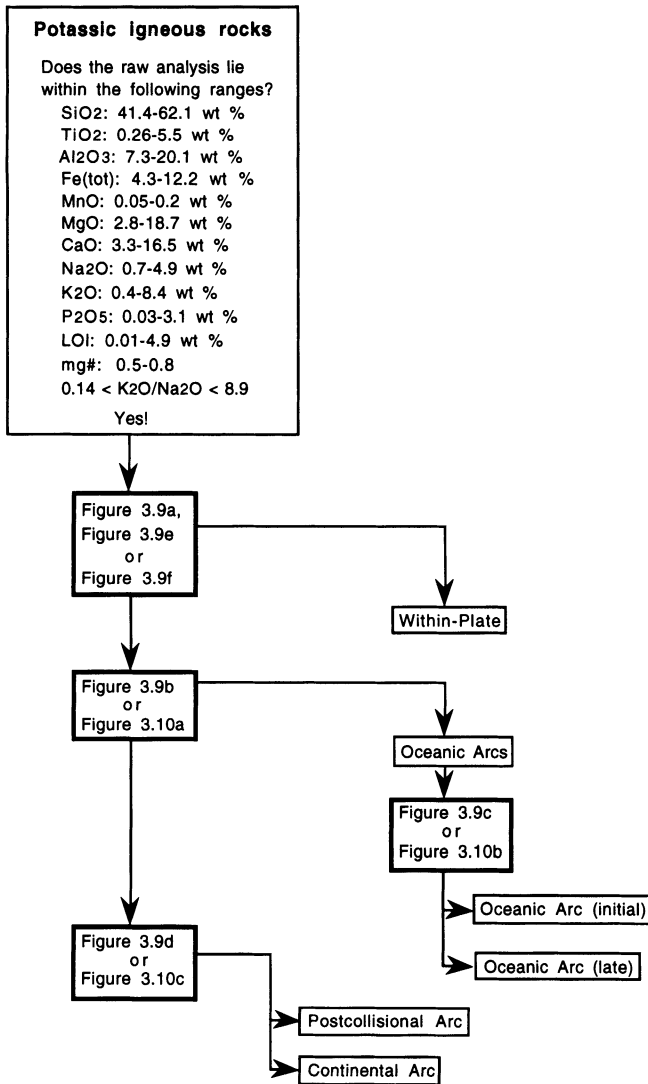 Potassic igneous rocks
Does the raw analysis lie
within the following ranges?
SiO2: 41.4-62.1 wt %
TiO2: 0.26-5.5 wt %
Al2O3: 7.3-20.1 wt %
Fe(tot): 4.3-12.2 wt %
MnO: 0.05-0.2 wt %
MgO: 2.8-18.7 wt %
CaO: 3.3-16.5 wt %
Na2O: 0.7-4.9 wt %
K2O: 0.4-8.4 wt %
P2O5: 0.03-3.1 wt %
LOI: 0.01-4.9 wt %
mg#: 0.5-0.8
0.14 < K2O/Na2O < 8.9
Yes!
Figure 3.9a,
Figure 3.9e
or
Figure 3.9f
Within-Plate
Figure 3.9b
or
Figure 3.10a
Oceanic Arcs
Figure 3.9c
or
Figure 3.10b
Oceanic Arc (initial)
Oceanic Arc (late)
Figure 3.9d
or
Figure 3.10c
Postcollisional Arc
Continental Arc